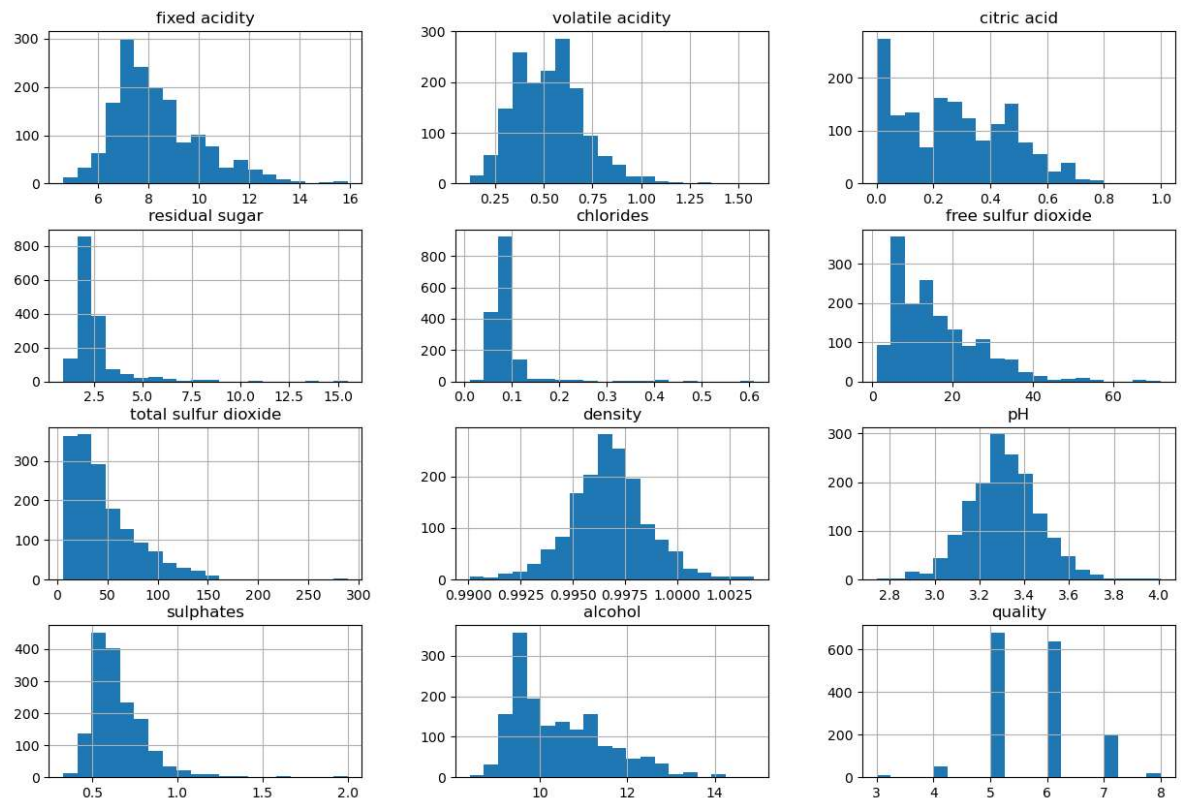 fixed acidity
300
200
100
0
6 8 10 12 14 16
volatile acidity
300
200
100
0
0.25 0.50 0.75 1.00 1.25 1.50
citric acid
200
100
0
0.0 0.2 0.4 0.6 0.8 1.0
residual sugar
800
600
400
200
0
2.5 5.0 7.5 10.0 12.5 15.0
chlorides
800
600
400
200
0
0.0 0.1 0.2 0.3 0.4 0.5 0.6
free sulfur dioxide
300
200
100
0
0 20 40 60
total sulfur dioxide
300
200
100
0
0 50 100 150 200 250 300
density
200
100
0
0.9900 0.9925 0.9950 0.9975 1.0000 1.0025
pH
300
200
100
0
2.8 3.0 3.2 3.4 3.6 3.8 4.0
sulphates
400
300
200
100
0
0.5 1.0 1.5 2.0
alcohol
300
200
100
0
10 12 14
quality
600
400
200
0
3 4 5 6 7 8